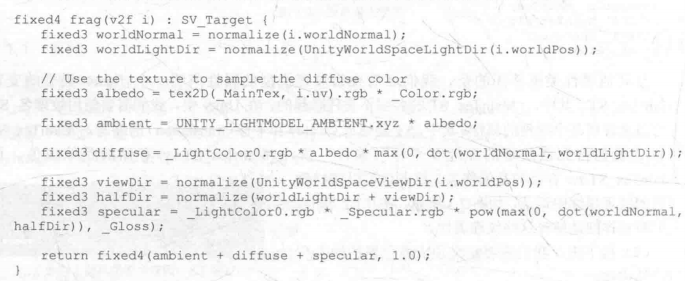 fixed4 frag(v2f i) : SV_Target {
fixed3 worldNormal = normalize(i.worldNormal);
fixed3 worldLightDir = normalize(UnityWorldSpaceLightDir(i.worldPos));
// Use the texture to sample the diffuse color
fixed3 albedo = tex2D(_MainTex, i.uv).rgb * _Color.rgb;
fixed3 ambient = UNITY_LIGHTMODEL_AMBIENT.xyz * albedo;
fixed3 diffuse = _LightColor0.rgb * albedo * max(0, dot(worldNormal, worldLightDir));
fixed3 viewDir = normalize(UnityWorldSpaceViewDir(i.worldPos));
fixed3 halfDir = normalize(worldLightDir + viewDir);
fixed3 specular = _LightColor0.rgb * _Specular.rgb * pow(max(0, dot(worldNormal,
halfDir)), _Gloss);
return fixed4(ambient + diffuse + specular, 1.0);
}